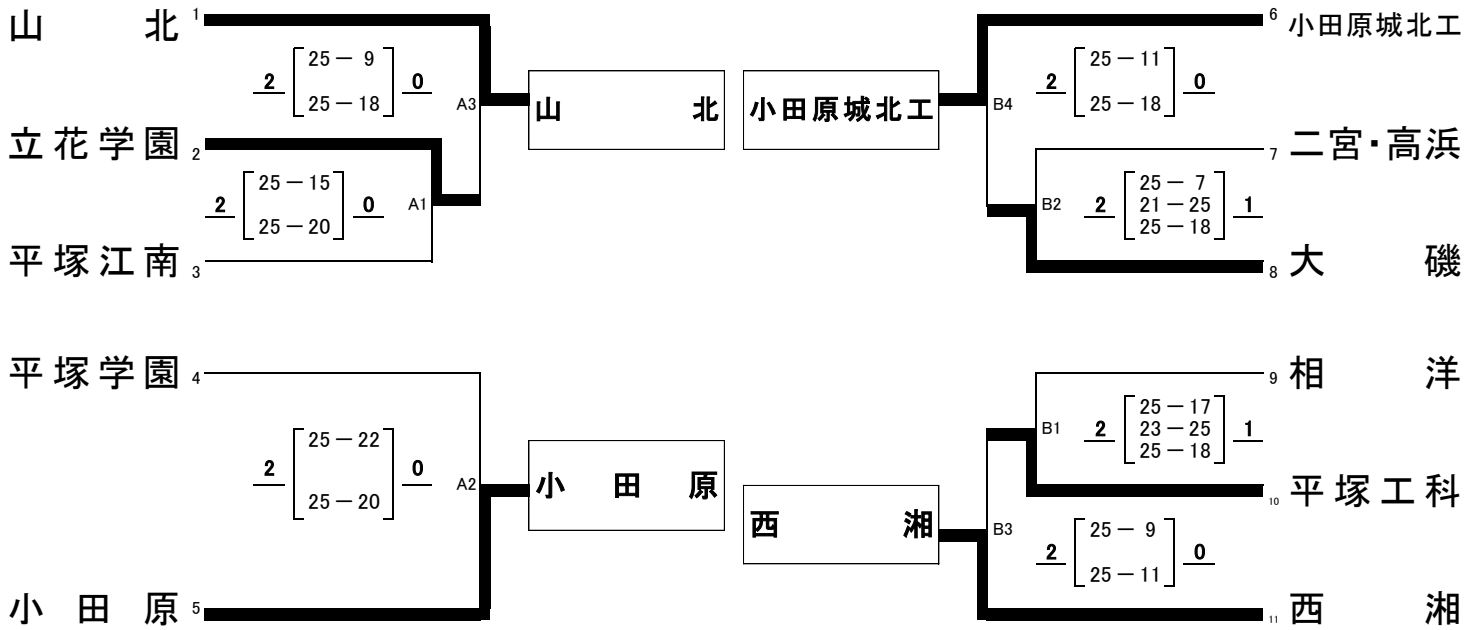 山北 1
2 25－9 0
25－18
A3
山北
立花学園 2
2 25－15 0
25－20
A1
平塚江南 3
平塚学園 4
2 25－22 0
25－20
A2
小田原
小田原 5
6 小田原城北工
2 25－11 0
25－18
B4
小田原城北工
7 二宮・高浜
B2
2 25－7 1
21－25
25－18
8 大磯
9 相洋
B1
2 25－17 1
23－25
25－18
10 平塚工科
西湘
B3
2 25－9 0
25－11
11 西湘